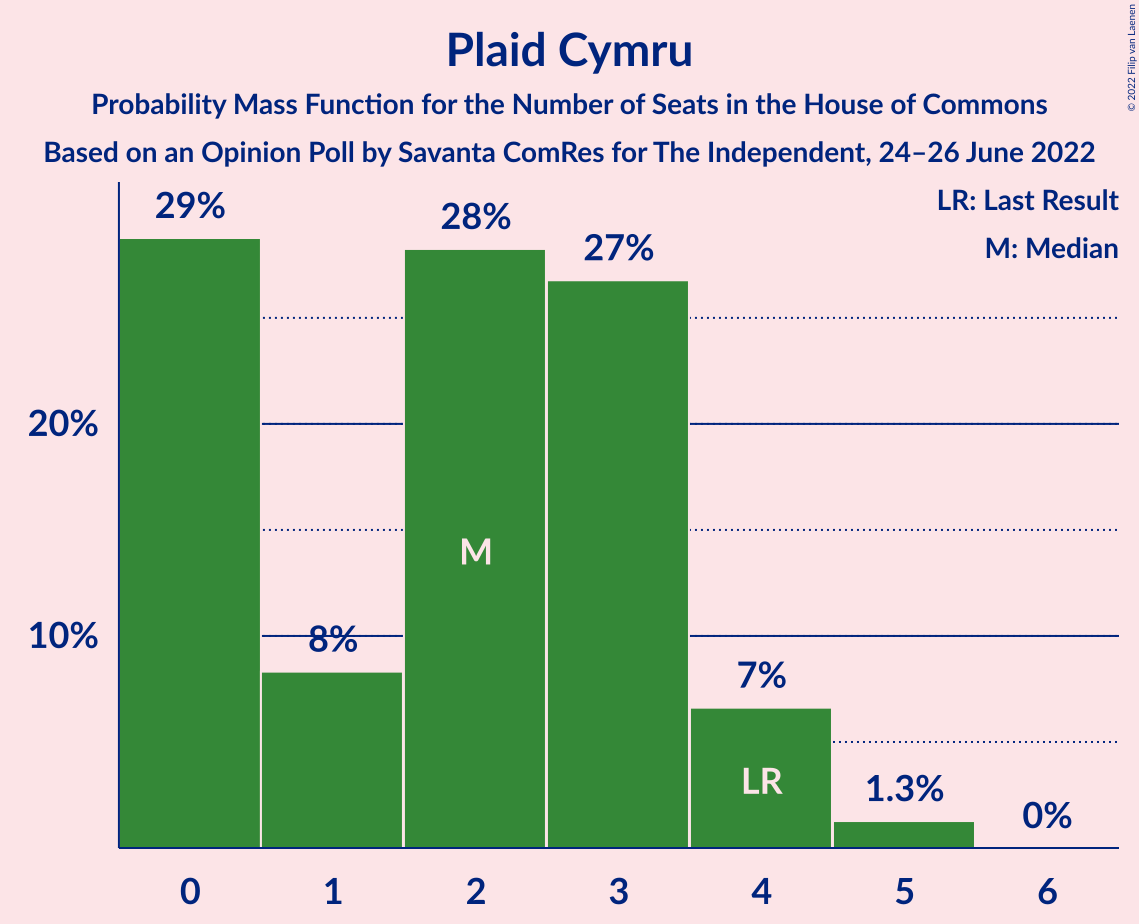 Plaid Cymru
Probability Mass Function for the Number of Seats in the House of Commons
Based on an Opinion Poll by Savanta ComRes for The Independent, 24–26 June 2022
© 2022 Filip van Laenen
LR: Last Result
M: Median
29%
28%
27%
20%
M
10%
8%
7%
LR
1.3%
0%
0 1 2 3 4 5 6